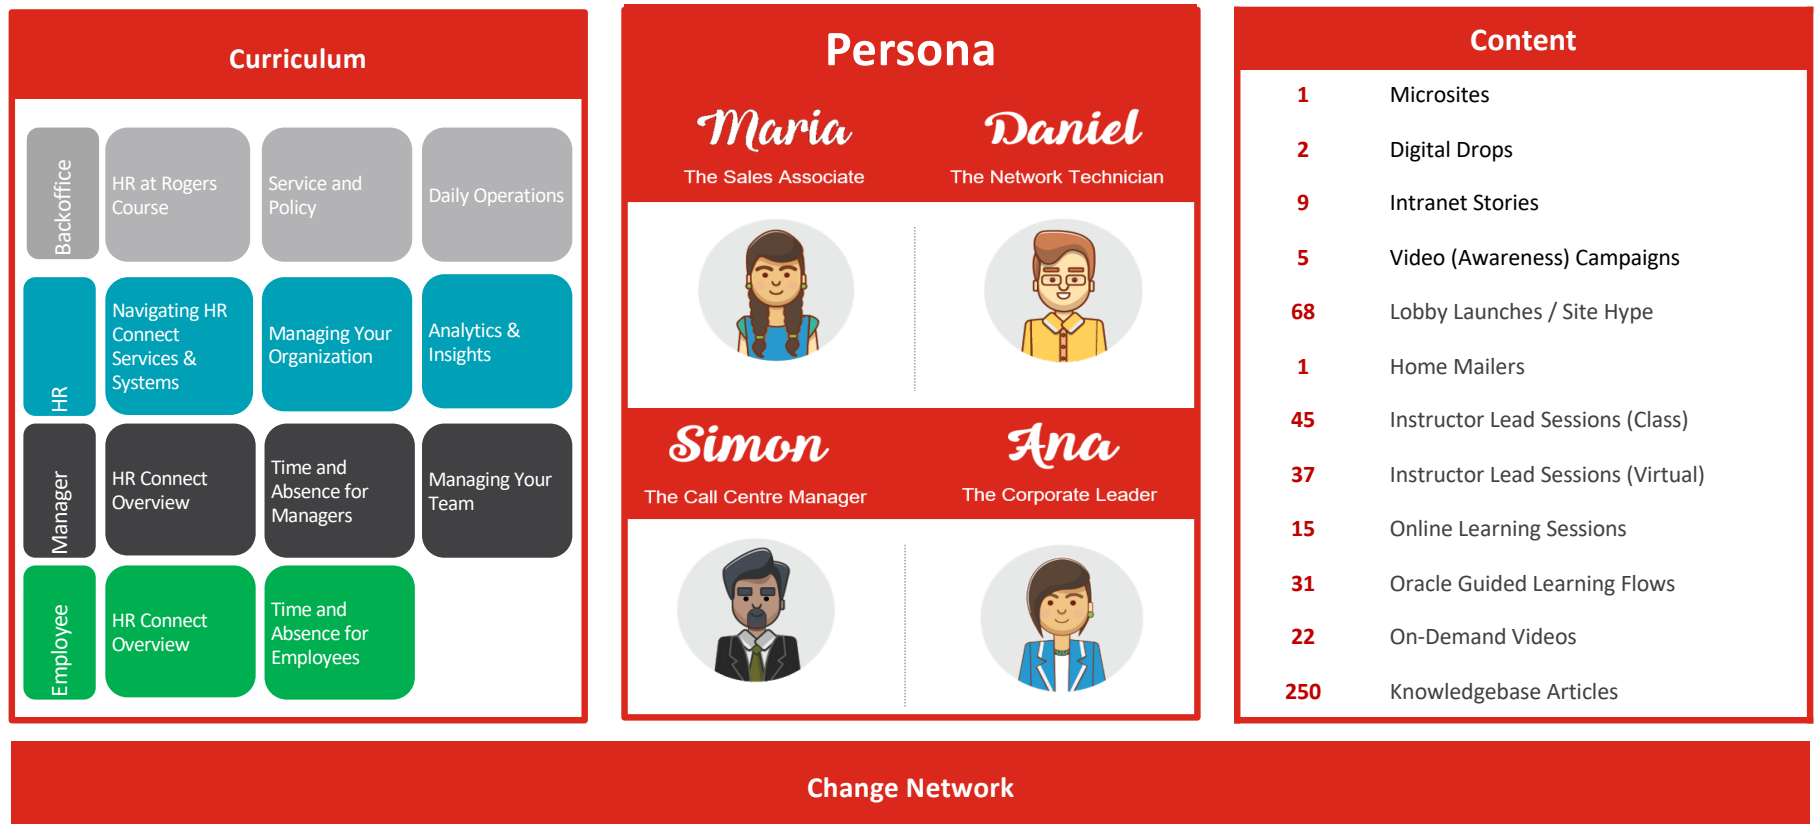 Curriculum
Backoffice
HR at Rogers
Course
Service and
Policy
Daily Operations
HR
Navigating HR
Connect
Services &
Systems
Managing Your
Organization
Analytics &
Insights
Manager
HR Connect
Overview
Time and
Absence for
Managers
Managing Your
Team
Employee
HR Connect
Overview
Time and
Absence for
Employees
Persona
Maria
The Sales Associate
Daniel
The Network Technician
Simon
The Call Centre Manager
Ana
The Corporate Leader
Content
1 Microsites
2 Digital Drops
9 Intranet Stories
5 Video (Awareness) Campaigns
68 Lobby Launches / Site Hype
1 Home Mailers
45 Instructor Lead Sessions (Class)
37 Instructor Lead Sessions (Virtual)
15 Online Learning Sessions
31 Oracle Guided Learning Flows
22 On-Demand Videos
250 Knowledgebase Articles
Change Network